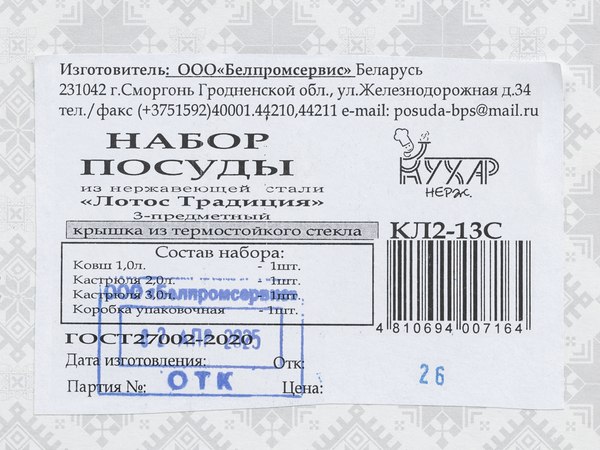 Изготовитель: ООО«Белпромсервис» Беларусь
231042 г.Сморгонь Гродненской обл., ул.Железнодорожная д.34
тел./факс (+3751592)40001.44210,44211 e-mail: posuda-bps@mail.ru
НАБОР
ПОСУДЫ
из нержавеющей стали
«Лотос Традиция»
3-предметный
крышка из термостойкого стекла
КУХАР
НЕРЖ.
КЛ2-13С
Состав набора:
Ковш 1,0л. - 1шт.
Кастрюля 2,0л. - 1шт.
Кастрюля 3,0л. - 1шт.
Коробка упаковочная - 1шт.
ООО «Белпромсервис»
4 810694 007164
ГОСТ27002-2020
АПР 2025
Дата изготовления: Отк:
ОТК
Партия №: Цена:
26